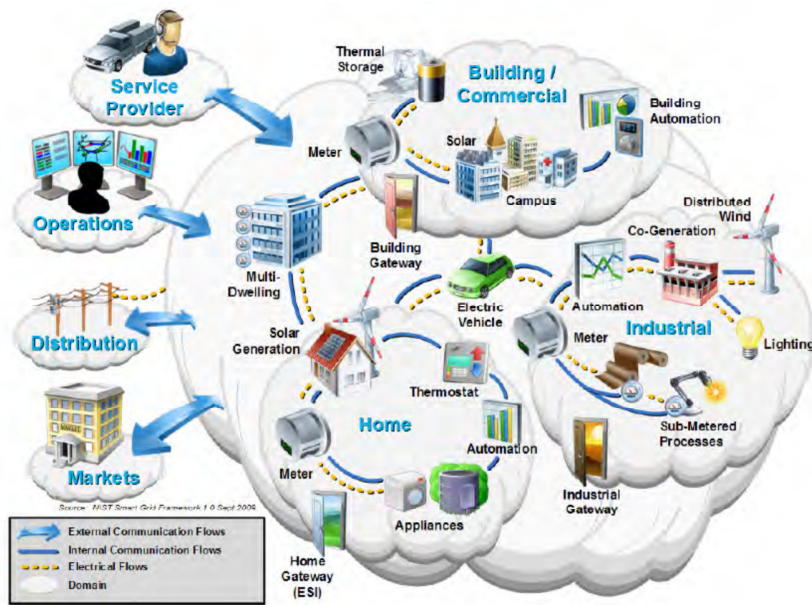 Service
Provider
Operations
Distribution
Markets
Thermal
Storage
Building /
Commercial
Building
Automation
Meter
Solar
Campus
Multi-
Dwelling
Building
Gateway
Distributed
Wind
Co-Generation
Electric
Vehicle
Automation
Industrial
Meter
Lighting
Sub-Metered
Processes
Industrial
Gateway
Solar
Generation
Thermostat
Home
Automation
Meter
Appliances
Home
Gateway
(ESI)
Source: NIST Smart Grid Framework 1.0 Sept 2009
External Communication Flows
Internal Communication Flows
Electrical Flows
Domain